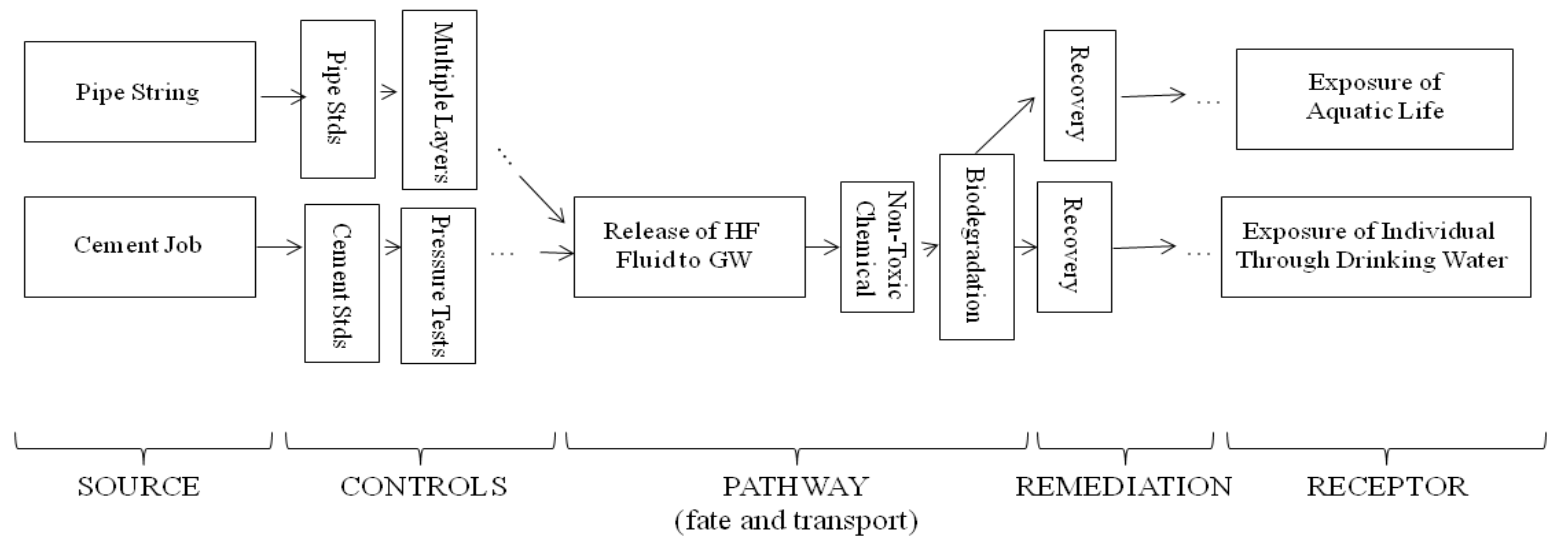 Pipe String
Pipe Stds
Multiple Layers
...
Cement Job
Cement Stds
Pressure Tests
...
Release of HF
Fluid to GW
Non-Toxic
Chemical
Biodegradation
Recovery
...
Exposure of
Aquatic Life
Recovery
...
Exposure of Individual
Through Drinking Water
SOURCE
CONTROLS
PATHWAY
(fate and transport)
REMEDIATION
RECEPTOR